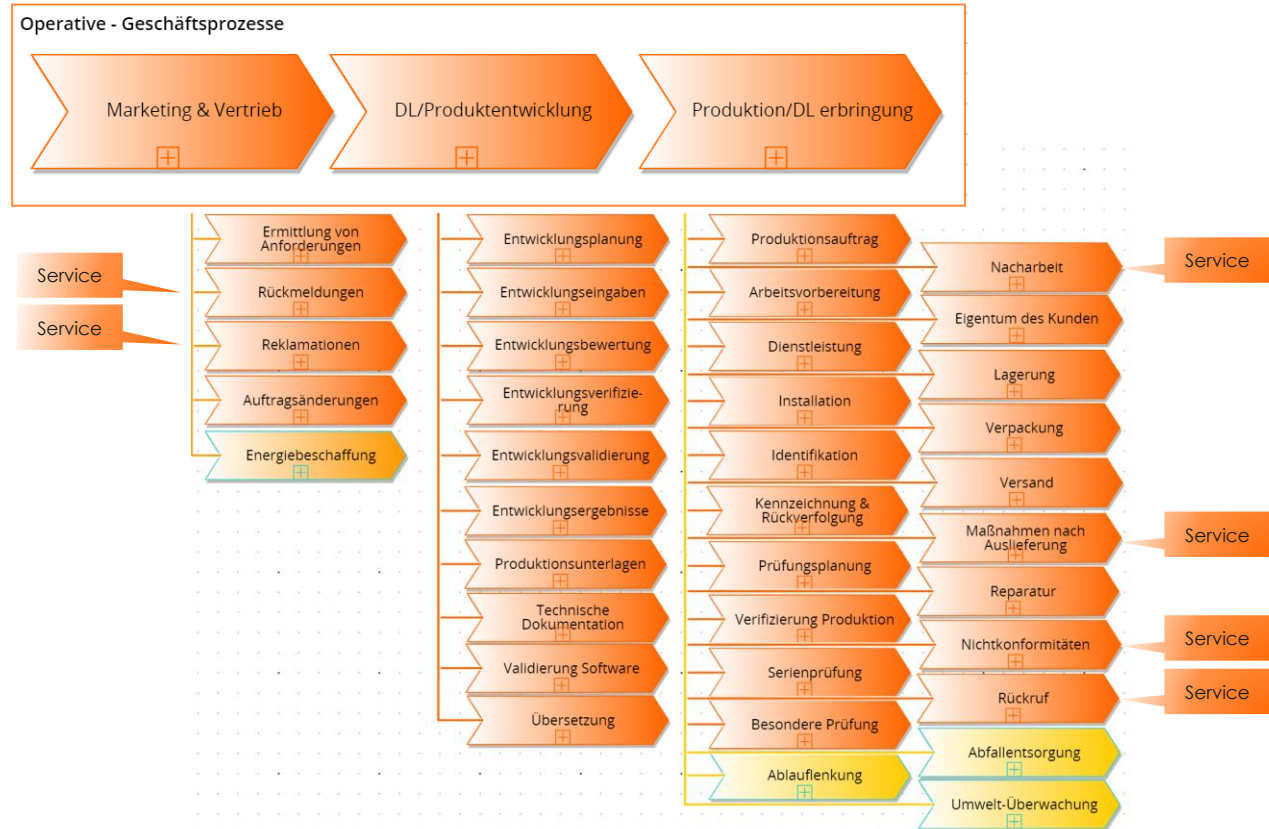 Operative - Geschäftsprozesse
Marketing & Vertrieb
DL/Produktentwicklung
Produktion/DL erbringung
Service
Service
Ermittlung von
Anforderungen
Rückmeldungen
Reklamationen
Auftragsänderungen
Energiebeschaffung
Entwicklungsplanung
Entwicklungseingaben
Entwicklungsbewertung
Entwicklungsverifizie-
rung
Entwicklungsvalidierung
Entwicklungsergebnisse
Produktionsunterlagen
Technische
Dokumentation
Validierung Software
Übersetzung
Produktionsauftrag
Arbeitsvorbereitung
Dienstleistung
Installation
Identifikation
Kennzeichnung &
Rückverfolgung
Prüfungsplanung
Verifizierung Produktion
Serienprüfung
Besondere Prüfung
Ablauflenkung
Nacharbeit
Eigentum des Kunden
Lagerung
Verpackung
Versand
Maßnahmen nach
Auslieferung
Reparatur
Nichtkonformitäten
Rückruf
Abfallentsorgung
Umwelt-Überwachung
Service
Service
Service
Service